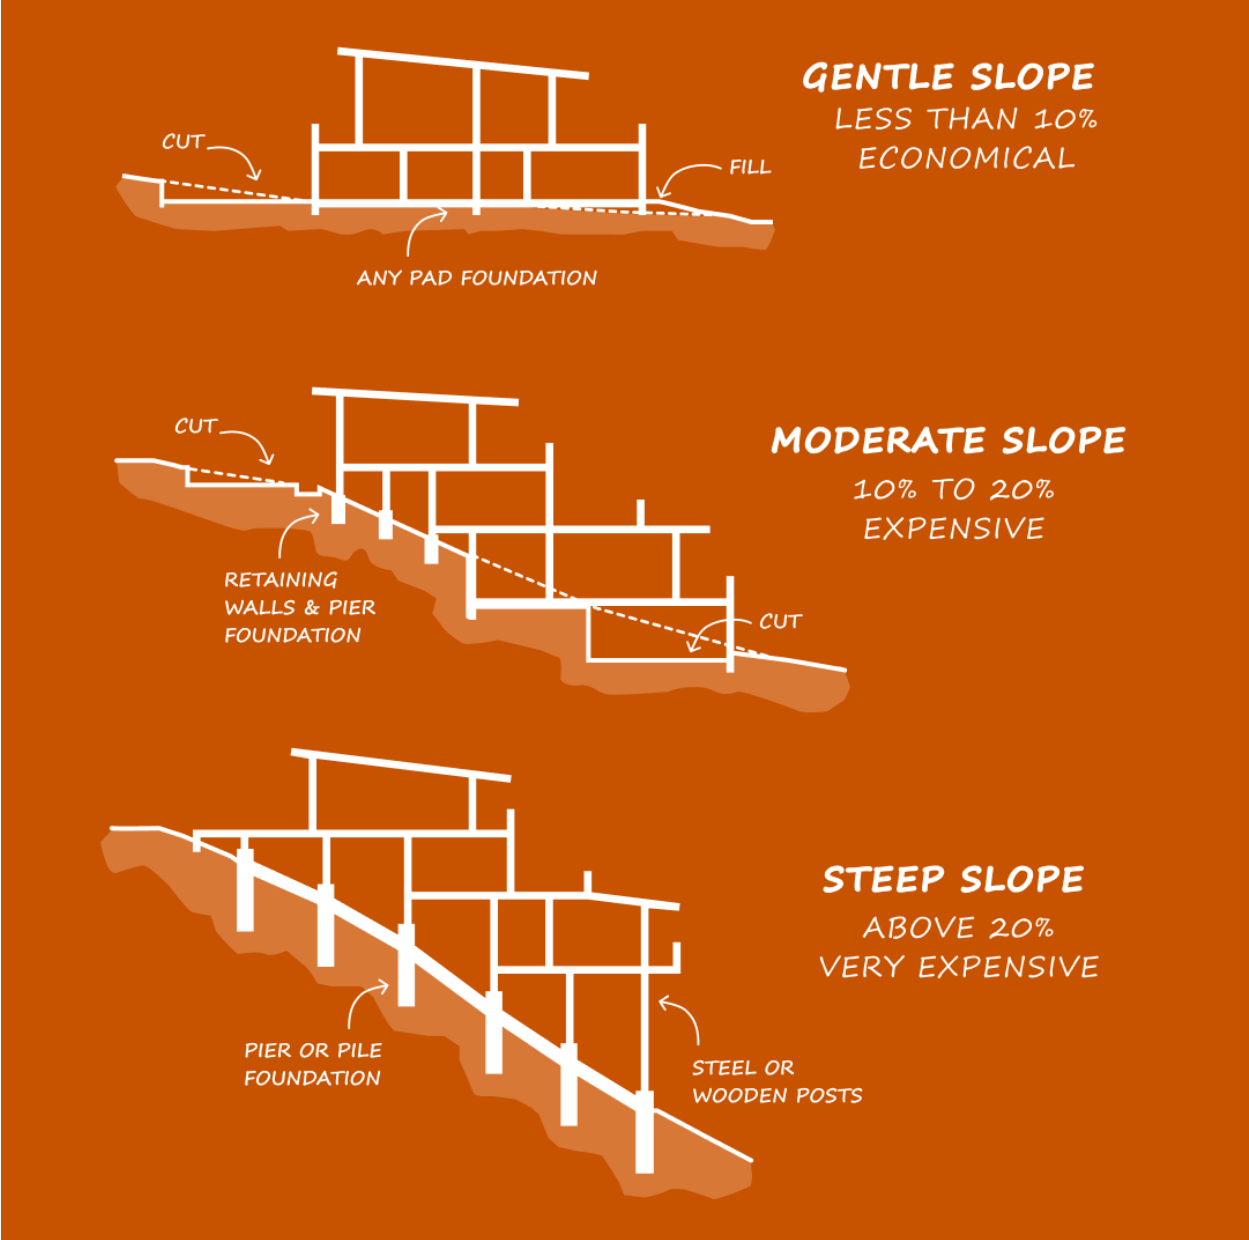 GENTLE SLOPE
LESS THAN 10%
ECONOMICAL
CUT
FILL
ANY PAD FOUNDATION
MODERATE SLOPE
10% TO 20%
EXPENSIVE
CUT
RETAINING
WALLS & PIER
FOUNDATION
CUT
STEEP SLOPE
ABOVE 20%
VERY EXPENSIVE
PIER OR PILE
FOUNDATION
STEEL OR
WOODEN POSTS